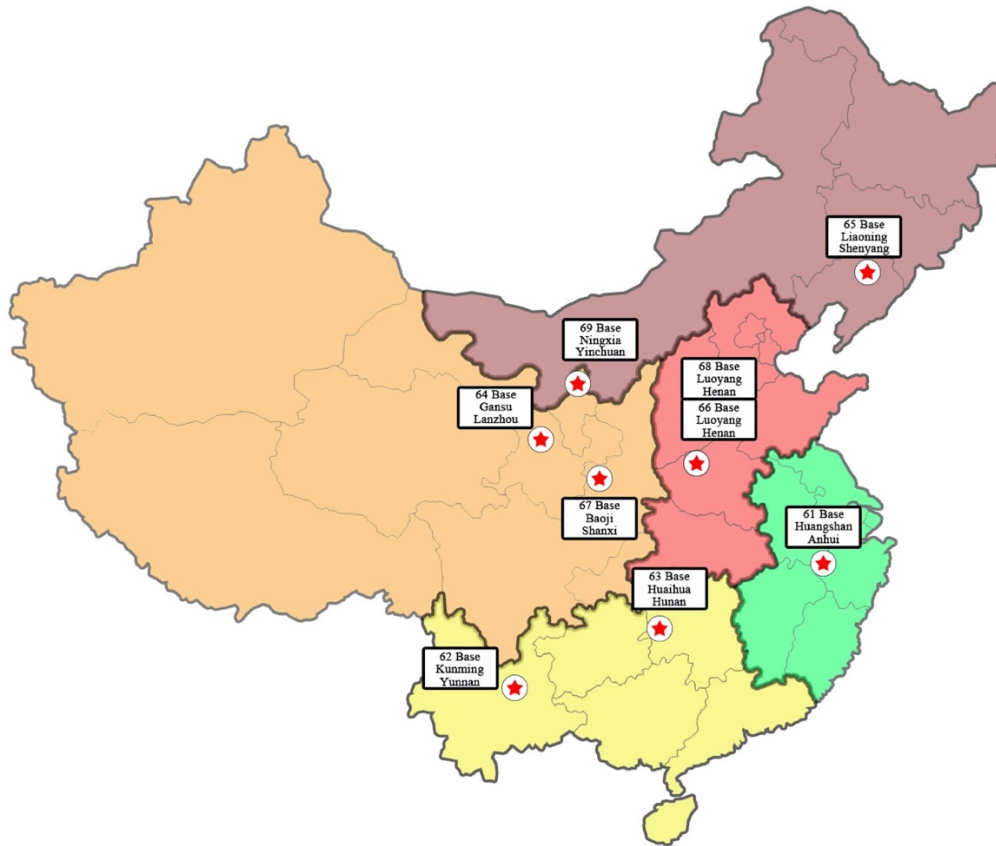 65 Base
Liaoning
Shenyang
69 Base
Ningxia
Yinchuan
68 Base
Luoyang
Henan
64 Base
Gansu
Lanzhou
66 Base
Luoyang
Henan
67 Base
Baoji
Shanxi
61 Base
Huangshan
Anhui
63 Base
Huaihua
Hunan
62 Base
Kunming
Yunnan